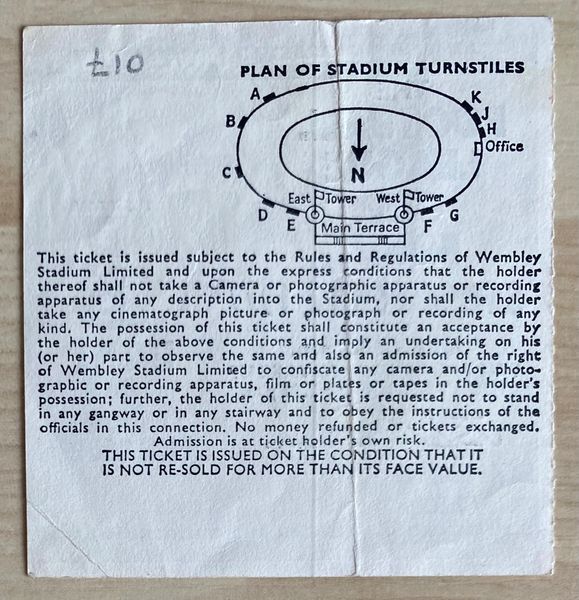 £10
PLAN OF STADIUM TURNSTILES
A
K
B
J
H
Office
C
N
East Tower
West Tower
D
E
Main Terrace
F
G
This ticket is issued subject to the Rules and Regulations of Wembley
Stadium Limited and upon the express conditions that the holder
thereof shall not take a Camera or photographic apparatus or recording
apparatus of any description into the Stadium, nor shall the holder
take any cinematograph picture or photograph or recording of any
kind. The possession of this ticket shall constitute an acceptance by
the holder of the above conditions and imply an undertaking on his
(or her) part to observe the same and also an admission of the right
of Wembley Stadium Limited to confiscate any camera and/or photo-
graphic or recording apparatus, film or plates or tapes in the holder's
possession; further, the holder of this ticket is requested not to stand
in any gangway or in any stairway and to obey the instructions of the
officials in this connection. No money refunded or tickets exchanged.
Admission is at ticket holder's own risk.
THIS TICKET IS ISSUED ON THE CONDITION THAT IT
IS NOT RE-SOLD FOR MORE THAN ITS FACE VALUE.